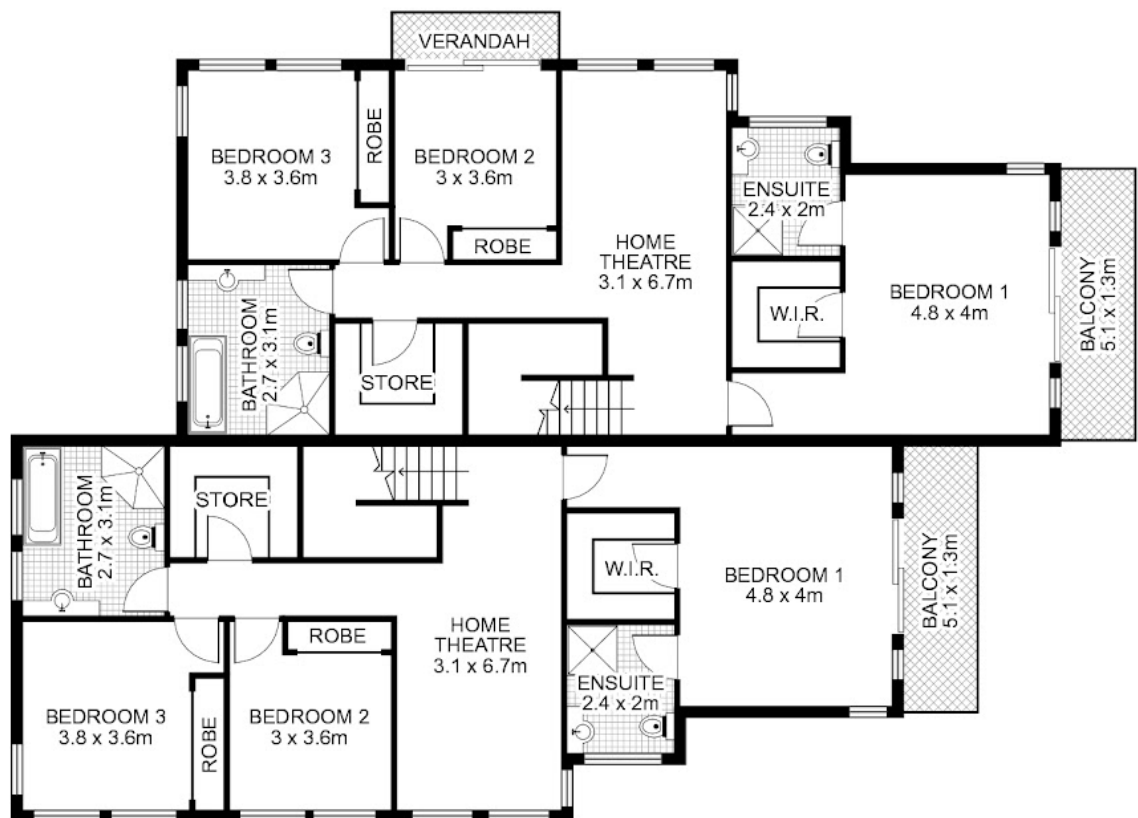 VERANDAH
BEDROOM 3
3.8 x 3.6m
ROBE
BEDROOM 2
3 x 3.6m
ROBE
ENSUITE
2.4 x 2m
HOME
THEATRE
3.1 x 6.7m
W.I.R.
BEDROOM 1
4.8 x 4m
BALCONY
5.1 x 1.3m
BATHROOM
2.7 x 3.1m
STORE
BATHROOM
2.7 x 3.1m
STORE
W.I.R.
BEDROOM 1
4.8 x 4m
BALCONY
5.1 x 1.3m
HOME
THEATRE
3.1 x 6.7m
ROBE
ENSUITE
2.4 x 2m
BEDROOM 3
3.8 x 3.6m
ROBE
BEDROOM 2
3 x 3.6m